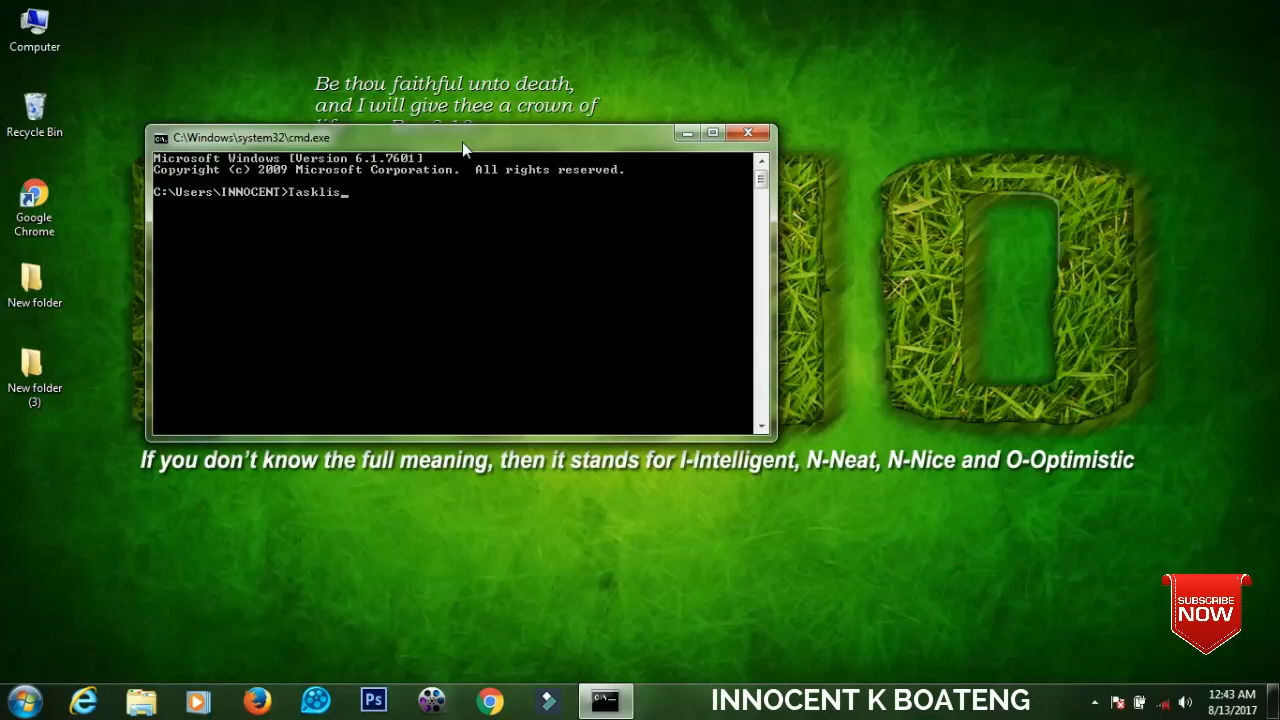 Computer
Recycle Bin
Google
Chrome
New folder
New folder
(3)
Be thou faithful unto death,
and I will give thee a crown of
C:\Windows\system32\cmd.exe
Microsoft Windows [Version 6.1.7601]
Copyright (c) 2009 Microsoft Corporation.  All rights reserved.
C:\Users\INNOCENT>Tasklis_
If you don't know the full meaning, then it stands for I-Intelligent, N-Neat, N-Nice and O-Optimistic
SUBSCRIBE
NOW
Ps
C:\.
INNOCENT K BOATENG
12:43 AM
8/13/2017